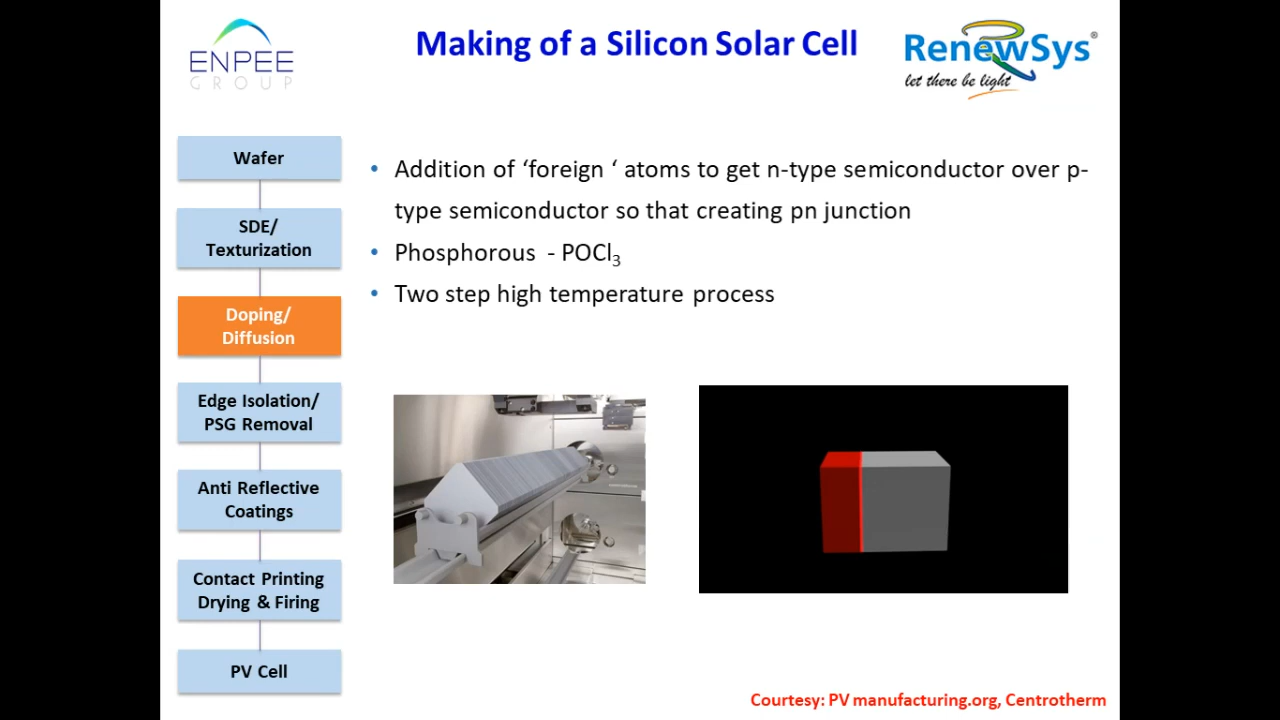 ENPEE
GROUP
Making of a Silicon Solar Cell
RenewSys®
let there be light
Wafer
SDE/
Texturization
Doping/
Diffusion
Edge Isolation/
PSG Removal
Anti Reflective
Coatings
Contact Printing
Drying & Firing
PV Cell
• Addition of ‘foreign ‘ atoms to get n-type semiconductor over p-
type semiconductor so that creating pn junction
• Phosphorous - POCl₃
• Two step high temperature process
Courtesy: PV manufacturing.org, Centrotherm